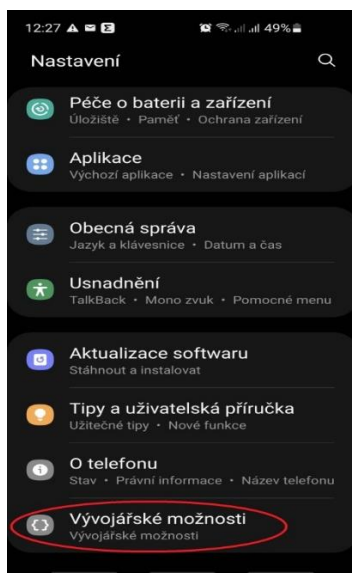 12:27 49%
Nastavení
Péče o baterii a zařízení
Úložiště • Paměť • Ochrana zařízení
Aplikace
Výchozí aplikace • Nastavení aplikací
Obecná správa
Jazyk a klávesnice • Datum a čas
Usnadnění
TalkBack • Mono zvuk • Pomocné menu
Aktualizace softwaru
Stáhnout a instalovat
Tipy a uživatelská příručka
Užitečné tipy • Nové funkce
O telefonu
Stav • Právní informace • Název telefonu
Vývojářské možnosti
Vývojářské možnosti